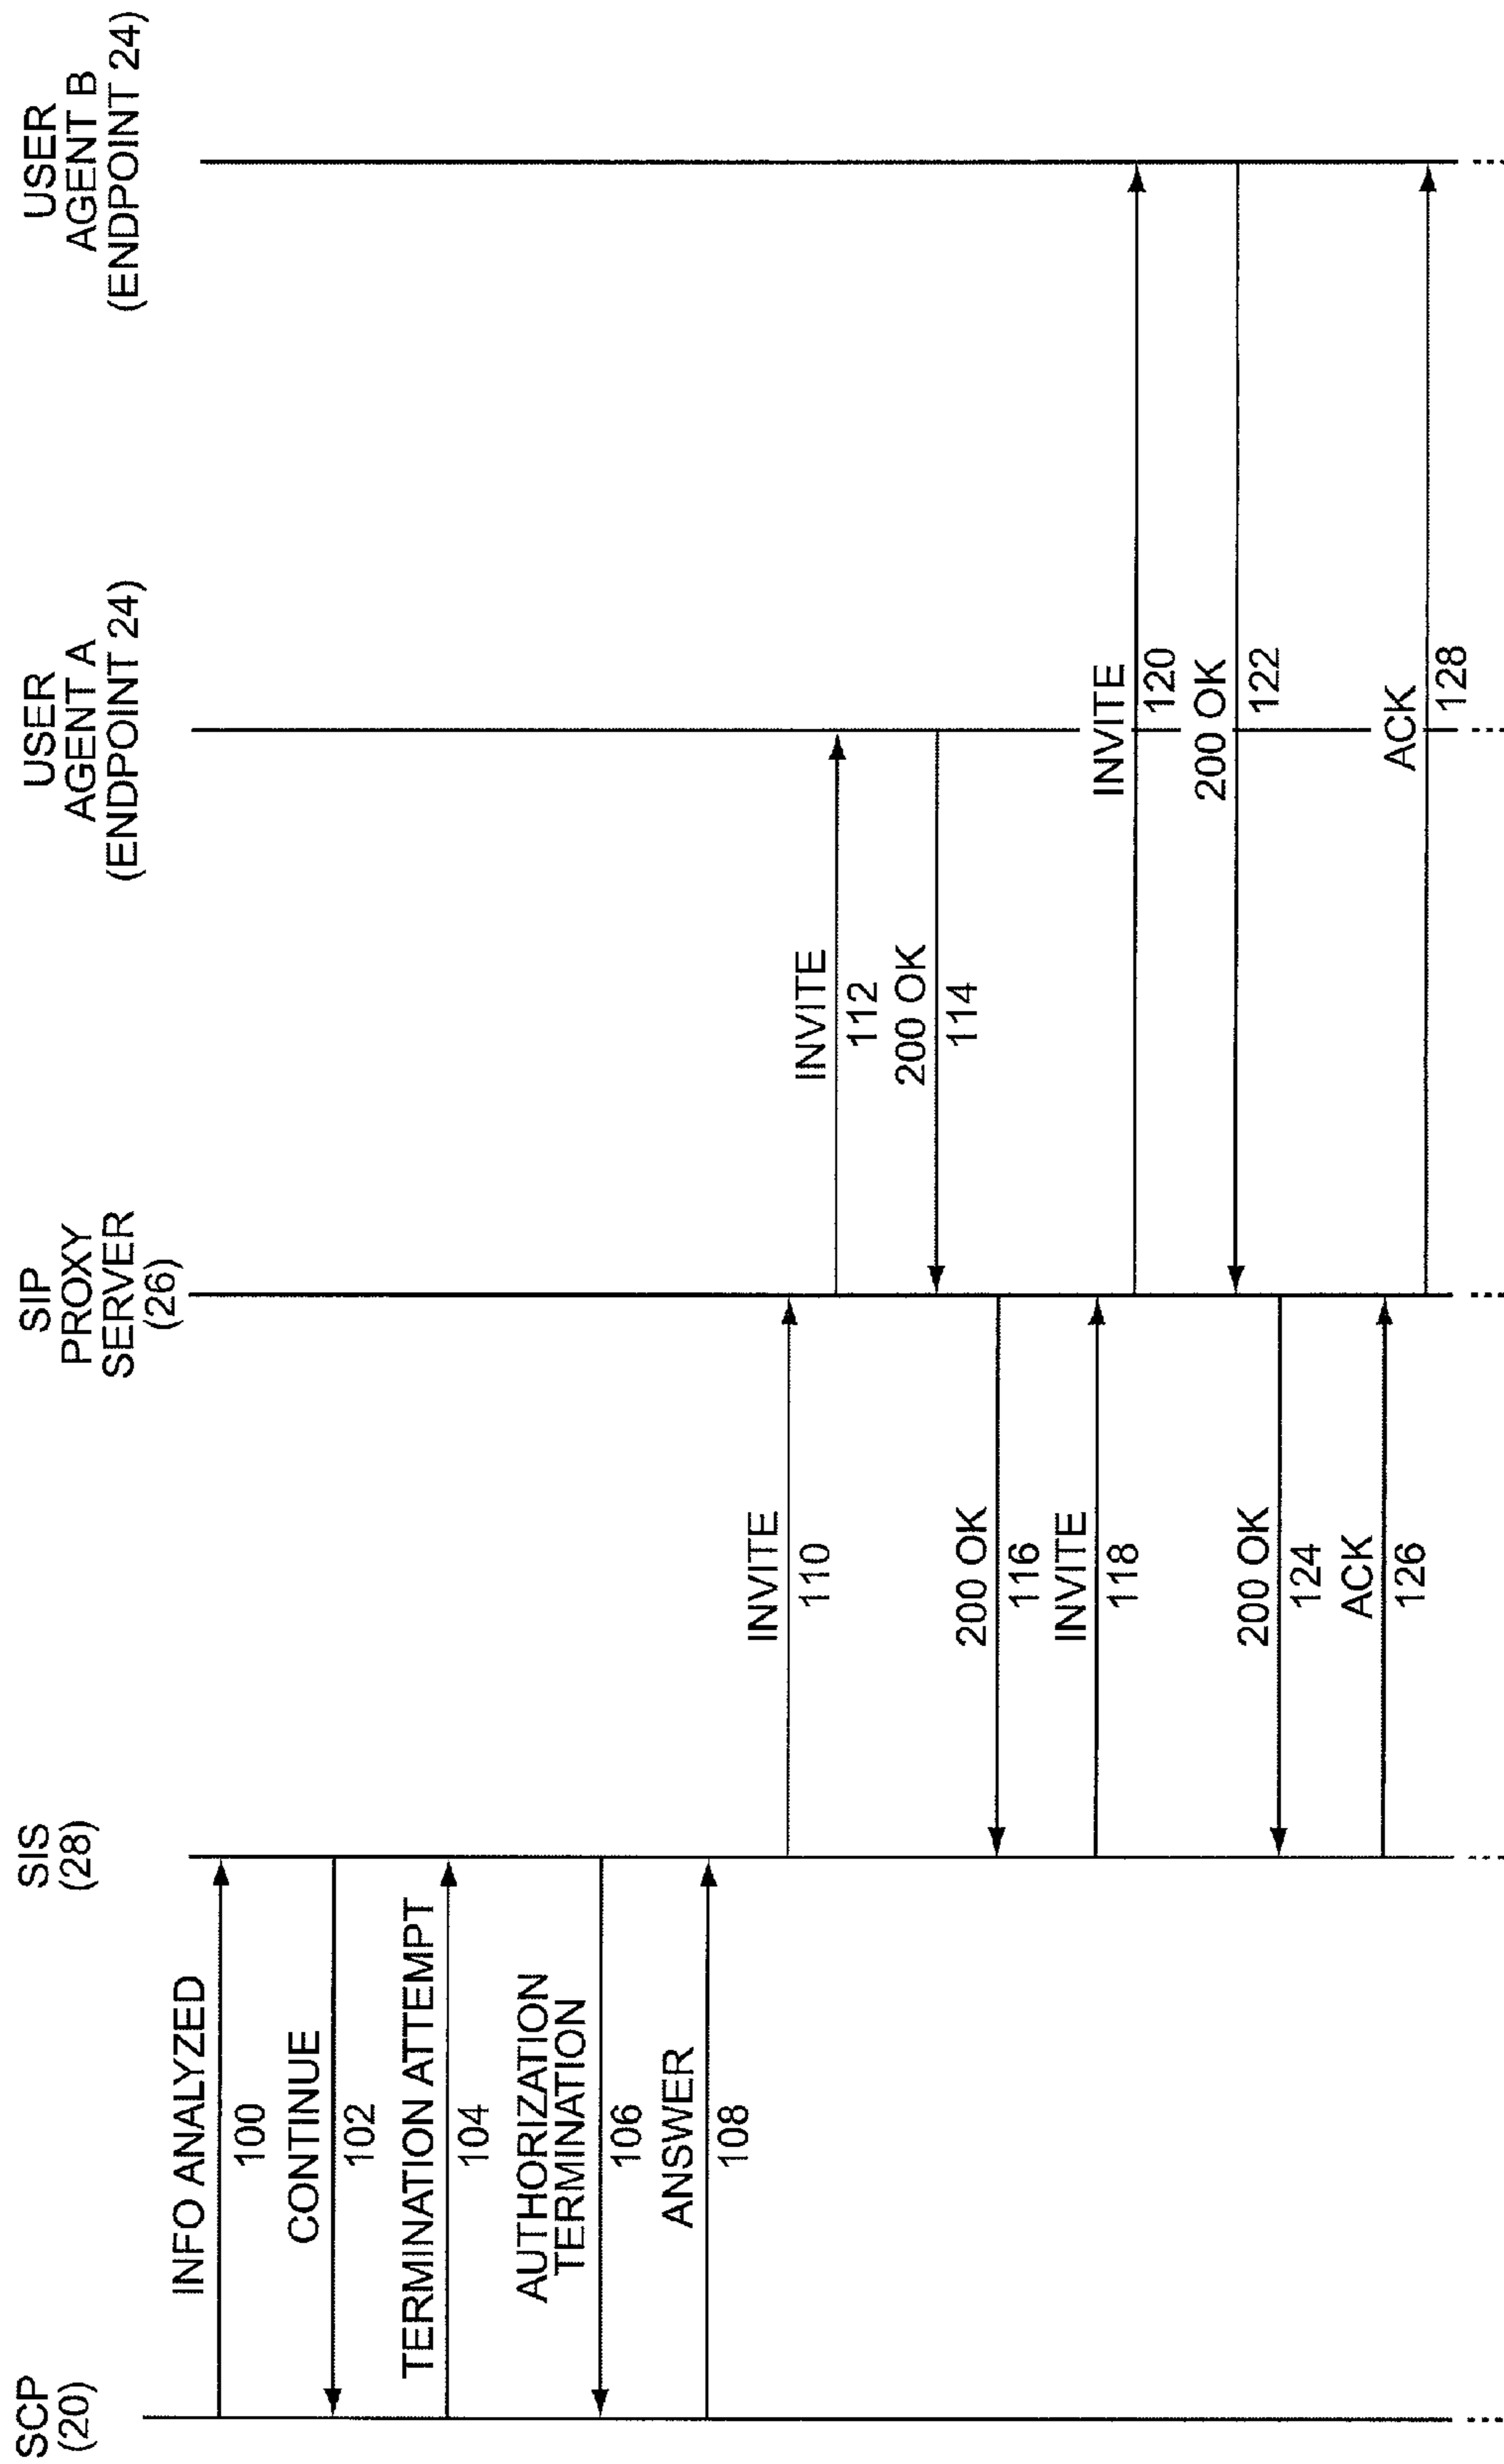 SCP
(20)
SIS
(28)
SIP
PROXY
SERVER
(26)
USER
AGENT A
(ENDPOINT 24)
USER
AGENT B
(ENDPOINT 24)
INFO ANALYZED
100
CONTINUE
102
TERMINATION ATTEMPT
104
AUTHORIZATION
TERMINATION
106
ANSWER
108
INVITE
110
INVITE
112
200 OK
114
200 OK
116
INVITE
118
INVITE
120
200 OK
122
200 OK
124
ACK
126
ACK
128